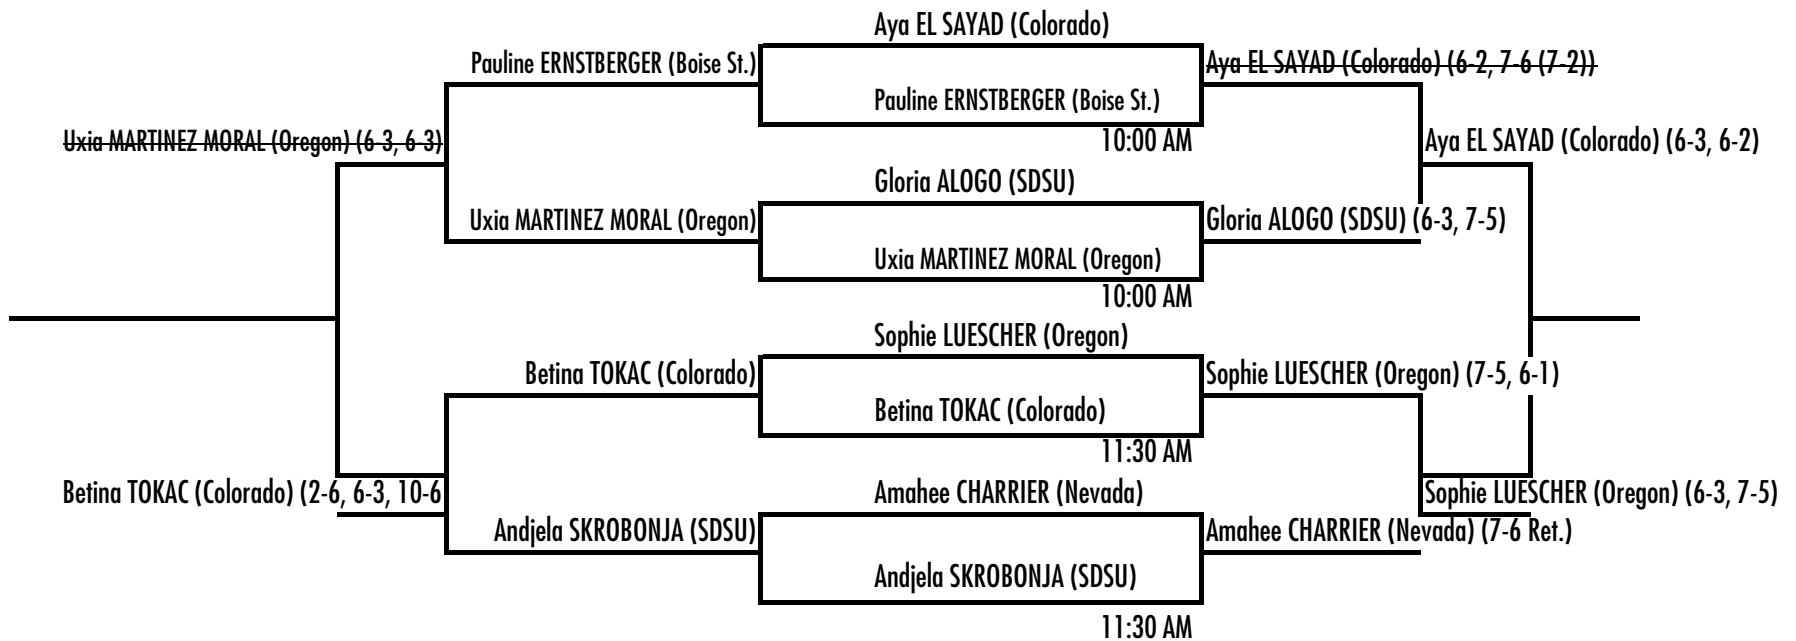 Aya EL SAYAD (Colorado)
Pauline ERNSTBERGER (Boise St.)
Aya EL SAYAD (Colorado) (6-2, 7-6 (7-2))
Pauline ERNSTBERGER (Boise St.)
Uxia MARTINEZ MORAL (Oregon) (6-3, 6-3)
10:00 AM
Aya EL SAYAD (Colorado) (6-3, 6-2)
Gloria ALOGO (SDSU)
Uxia MARTINEZ MORAL (Oregon)
Gloria ALOGO (SDSU) (6-3, 7-5)
Uxia MARTINEZ MORAL (Oregon)
10:00 AM
Sophie LUESCHER (Oregon)
Betina TOKAC (Colorado)
Sophie LUESCHER (Oregon) (7-5, 6-1)
Betina TOKAC (Colorado)
11:30 AM
Betina TOKAC (Colorado) (2-6, 6-3, 10-6
Amahee CHARRIER (Nevada)
Sophie LUESCHER (Oregon) (6-3, 7-5)
Andjela SKROBONJA (SDSU)
Amahee CHARRIER (Nevada) (7-6 Ret.)
Andjela SKROBONJA (SDSU)
11:30 AM